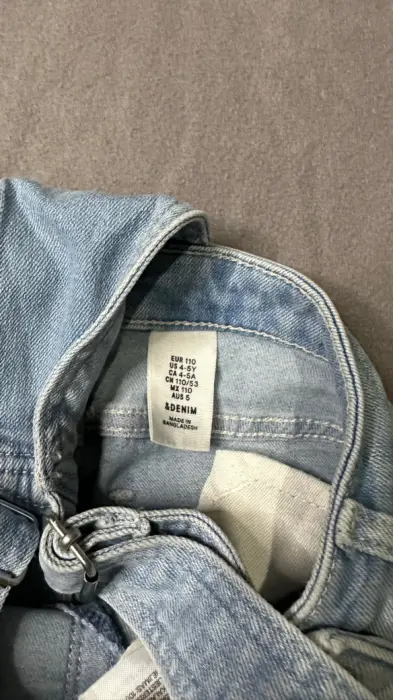 EUR 110
US 4-5Y
CA 4-5A
CN 110/53
MX 110
AUS 5
&DENIM
MADE IN
BANGLADESH